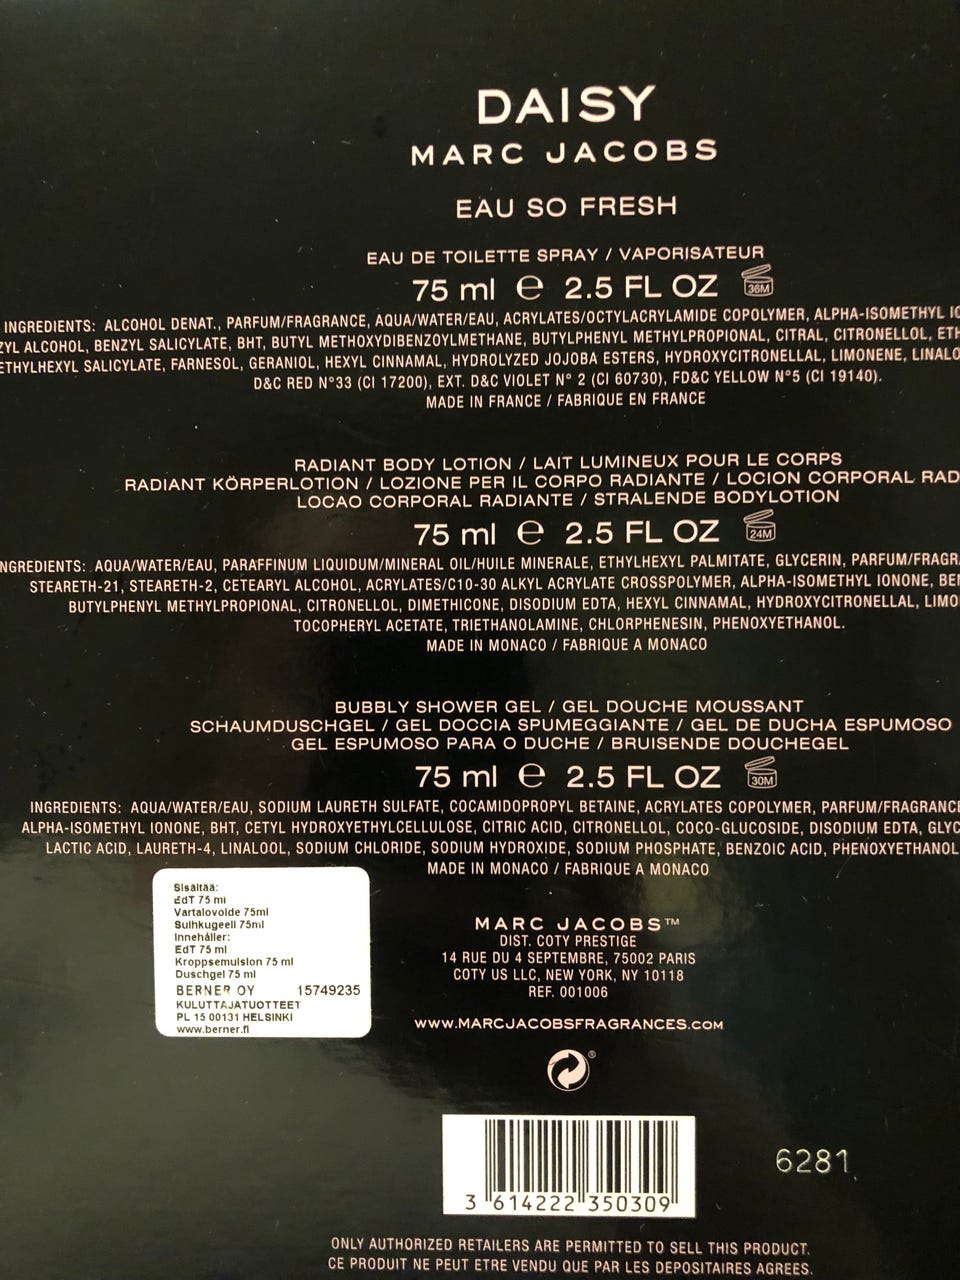 DAISY
MARC JACOBS
EAU SO FRESH
EAU DE TOILETTE SPRAY / VAPORISATEUR
75 ml e 2.5 FL OZ 36M
INGREDIENTS: ALCOHOL DENAT., PARFUM/FRAGRANCE, AQUA/WATER/EAU, ACRYLATES/OCTYLACRYLAMIDE COPOLYMER, ALPHA-ISOMETHYL IO
ZYL ALCOHOL, BENZYL SALICYLATE, BHT, BUTYL METHOXYDIBENZOYLMETHANE, BUTYLPHENYL METHYLPROPIONAL, CITRAL, CITRONELLOL, ETH
ETHYLHEXYL SALICYLATE, FARNESOL, GERANIOL, HEXYL CINNAMAL, HYDROLYZED JOJOBA ESTERS, HYDROXYCITRONELLAL, LIMONENE, LINALO
D&C RED N°33 (CI 17200), EXT. D&C VIOLET N° 2 (CI 60730), FD&C YELLOW N°5 (CI 19140).
MADE IN FRANCE / FABRIQUE EN FRANCE
RADIANT BODY LOTION / LAIT LUMINEUX POUR LE CORPS
RADIANT KÖRPERLOTION / LOZIONE PER IL CORPO RADIANTE / LOCION CORPORAL RAD
LOCAO CORPORAL RADIANTE / STRALENDE BODYLOTION
75 ml e 2.5 FL OZ 24M
NGREDIENTS: AQUA/WATER/EAU, PARAFFINUM LIQUIDUM/MINERAL OIL/HUILE MINERALE, ETHYLHEXYL PALMITATE, GLYCERIN, PARFUM/FRAGR
STEARETH-21, STEARETH-2, CETEARYL ALCOHOL, ACRYLATES/C10-30 ALKYL ACRYLATE CROSSPOLYMER, ALPHA-ISOMETHYL IONONE, BEN
BUTYLPHENYL METHYLPROPIONAL, CITRONELLOL, DIMETHICONE, DISODIUM EDTA, HEXYL CINNAMAL, HYDROXYCITRONELLAL, LIMO
TOCOPHERYL ACETATE, TRIETHANOLAMINE, CHLORPHENESIN, PHENOXYETHANOL.
MADE IN MONACO / FABRIQUE A MONACO
BUBBLY SHOWER GEL / GEL DOUCHE MOUSSANT
SCHAUMDUSCHGEL / GEL DOCCIA SPUMEGGIANTE / GEL DE DUCHA ESPUMOSO
GEL ESPUMOSO PARA O DUCHE / BRUISENDE DOUCHEGEL
75 ml e 2.5 FL OZ 30M
INGREDIENTS: AQUA/WATER/EAU, SODIUM LAURETH SULFATE, COCAMIDOPROPYL BETAINE, ACRYLATES COPOLYMER, PARFUM/FRAGRANCE
ALPHA-ISOMETHYL IONONE, BHT, CETYL HYDROXYETHYLCELLULOSE, CITRIC ACID, CITRONELLOL, COCO-GLUCOSIDE, DISODIUM EDTA, GLYC
LACTIC ACID, LAURETH-4, LINALOOL, SODIUM CHLORIDE, SODIUM HYDROXIDE, SODIUM PHOSPHATE, BENZOIC ACID, PHENOXYETHANOL
MADE IN MONACO / FABRIQUE A MONACO
Sisältää:
EdT 75 ml
Vartalovoide 75ml
Suihkugeeli 75ml
Innehåller:
EdT 75 ml
Kroppsemulsion 75 ml
Duschgel 75 ml
BERNER OY 15749235
KULUTTAJATUOTTEET
PL 15 00131 HELSINKI
www.berner.fi
MARC JACOBS™
DIST. COTY PRESTIGE
14 RUE DU 4 SEPTEMBRE, 75002 PARIS
COTY US LLC, NEW YORK, NY 10118
REF. 001006
WWW.MARCJACOBSFRAGRANCES.COM
®
3 614222 350309
6281
ONLY AUTHORIZED RETAILERS ARE PERMITTED TO SELL THIS PRODUCT.
CE PRODUIT NE PEUT ETRE VENDU QUE PAR LES DEPOSITAIRES AGREES.